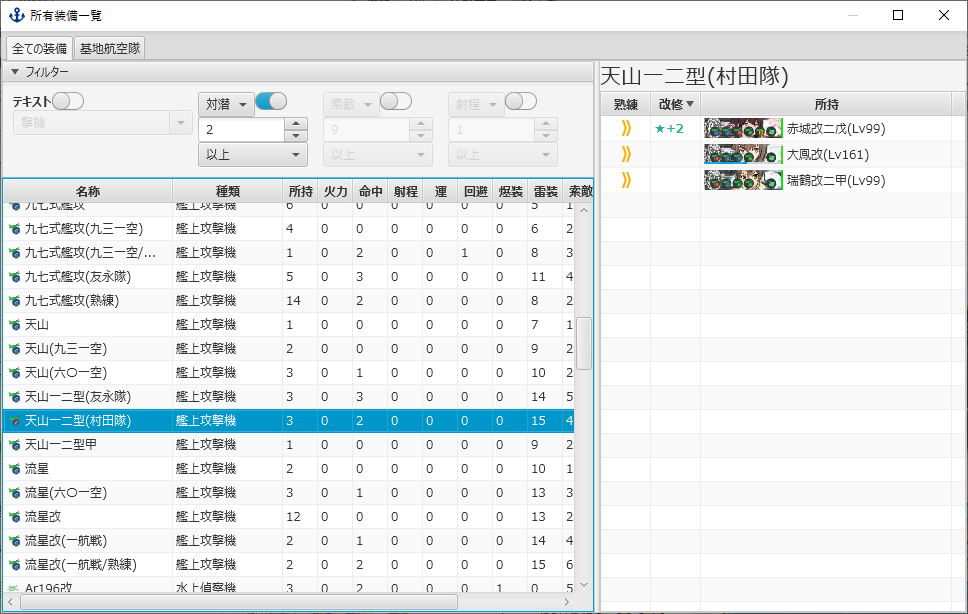 所有装備一覧
全ての装備 基地航空隊
▼ フィルター
テキスト
撃機
対潜
2
以上
索敵
9
以上
射程
1
以上
名称 種類 所持 火力 命中 射程 運 回避 爆装 雷装 索敵
九七式艦攻 艦上攻撃機 6 0 0 0 0 0 0 5 1
九七式艦攻(九三一空) 艦上攻撃機 4 0 0 0 0 0 0 6 2
九七式艦攻(九三一空/... 艦上攻撃機 1 0 2 0 0 1 0 8 3
九七式艦攻(友永隊) 艦上攻撃機 5 0 3 0 0 0 0 11 4
九七式艦攻(熟練) 艦上攻撃機 14 0 2 0 0 0 0 8 2
天山 艦上攻撃機 1 0 0 0 0 0 0 7 1
天山(九三一空) 艦上攻撃機 2 0 0 0 0 0 0 9 2
天山(六〇一空) 艦上攻撃機 3 0 1 0 0 0 0 10 2
天山一二型(友永隊) 艦上攻撃機 3 0 3 0 0 0 0 14 5
天山一二型(村田隊) 艦上攻撃機 3 0 2 0 0 0 0 15 4
天山一二型甲 艦上攻撃機 1 0 0 0 0 0 0 9 2
流星 艦上攻撃機 2 0 0 0 0 0 0 10 1
流星(六〇一空) 艦上攻撃機 3 0 1 0 0 0 0 13 3
流星改 艦上攻撃機 12 0 0 0 0 0 0 13 2
流星改(一航戦) 艦上攻撃機 2 0 1 0 0 0 0 14 4
流星改(一航戦/熟練) 艦上攻撃機 2 0 2 0 0 0 0 15 6
Ar196改 水上偵察機 3 0 2 0 0 0 1 0 5
天山一二型(村田隊)
熟練 改修▼ 所持
★+2 赤城改二戊(Lv99)
大鳳改(Lv161)
瑞鶴改二甲(Lv99)